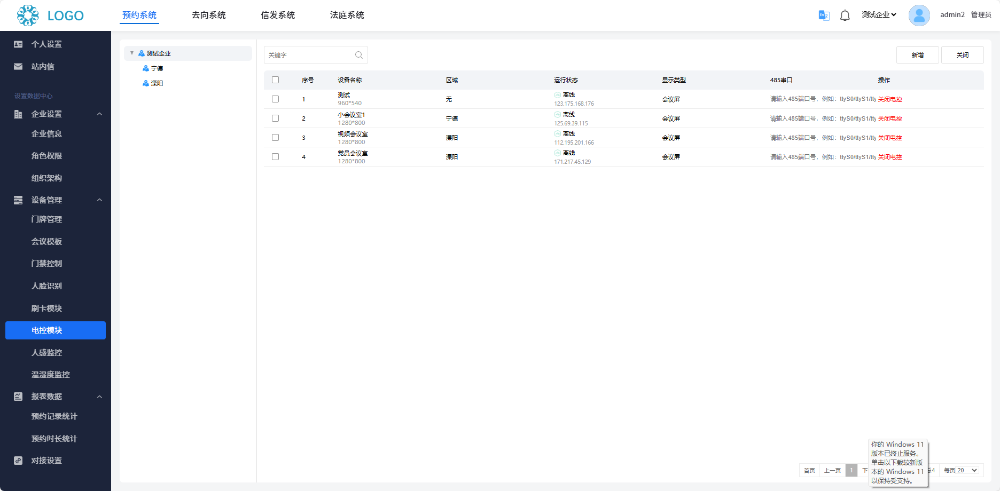 LOGO
预约系统
去向系统
信发系统
法庭系统
测试企业
admin2
管理员
个人设置
站内信
设置数据中心
企业设置
企业信息
角色权限
组织架构
设备管理
门牌管理
会议模板
门禁控制
人脸识别
刷卡模块
电控模块
人感监控
温湿度监控
报表数据
预约记录统计
预约时长统计
对接设置
测试企业
宁德
溧阳
关键字
新增
关闭
序号 设备名称 区域 运行状态 显示类型 485串口 操作
1 测试 无 离线 会议屏 请输入485端口号，例如：ttyS0/ttyS1/tty 关闭电控
960*540 123.175.168.176
2 小会议室1 宁德 离线 会议屏 请输入485端口号，例如：ttyS0/ttyS1/tty 关闭电控
1280*800 125.69.39.115
3 视频会议室 溧阳 离线 会议屏 请输入485端口号，例如：ttyS0/ttyS1/tty 关闭电控
1280*800 112.195.201.166
4 党员会议室 溧阳 离线 会议屏 请输入485端口号，例如：ttyS0/ttyS1/tty 关闭电控
1280*800 171.217.45.129
首页 上一页 1 下 总4 每页 20
你的 Windows 11
版本已终止服务。
单击以下载较新版
本的 Windows 11
以保持受支持。